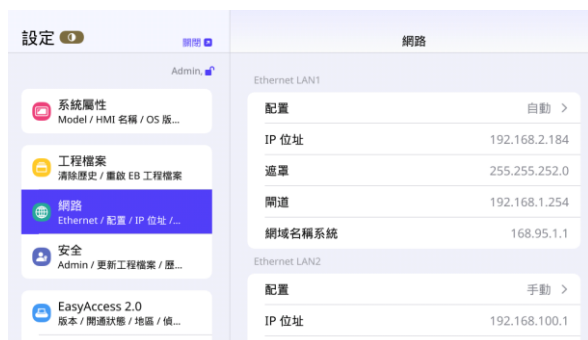 設定
關閉
網路
Admin,
系統屬性
Model / HMI 名稱 / OS 版...
工程檔案
清除歷史 / 重啟 EB 工程檔案
網路
Ethernet / 配置 / IP 位址 /...
安全
Admin / 更新工程檔案 / 歷...
EasyAccess 2.0
版本 / 開通狀態 / 地區 / 偵...
Ethernet LAN1
配置 自動 >
IP 位址 192.168.2.184
遮罩 255.255.252.0
閘道 192.168.1.254
網域名稱系統 168.95.1.1
Ethernet LAN2
配置 手動 >
IP 位址 192.168.100.1